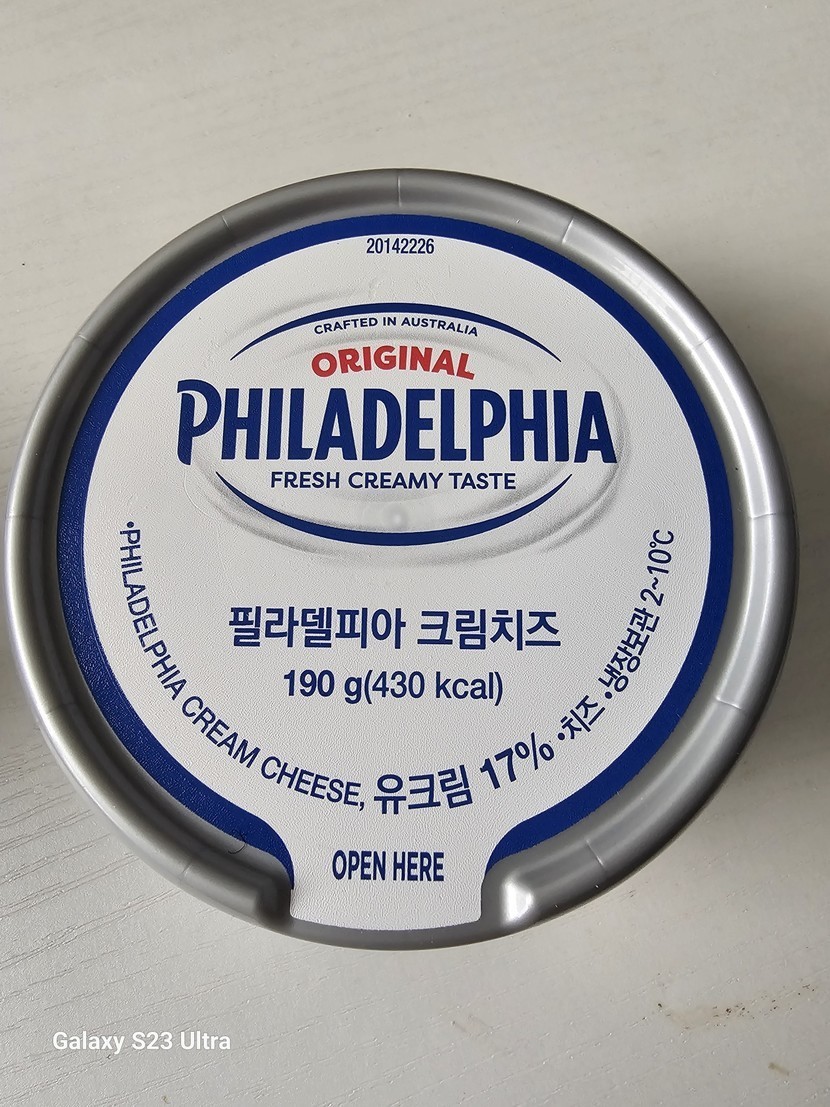 20142226
CRAFTED IN AUSTRALIA
ORIGINAL
PHILADELPHIA
FRESH CREAMY TASTE
필라델피아 크림치즈
190 g(430 kcal)
•PHILADELPHIA CREAM CHEESE, 유크림 17% •치즈 •냉장보관 2~10℃
OPEN HERE
Galaxy S23 Ultra